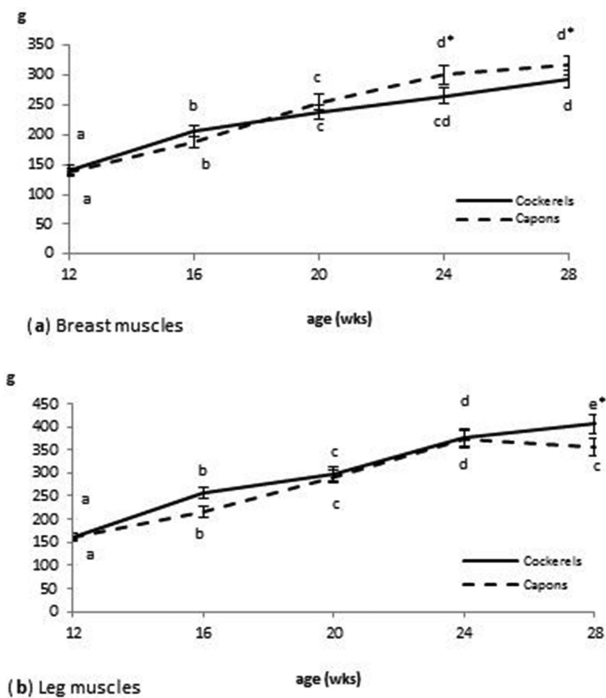 g
350
300
250
200
150
100
50
0
a
a
b
b
c
c
d*
cd
d*
d
Cockerels
Capons
12 16 20 24 28
age (wks)
(a) Breast muscles
g
450
400
350
300
250
200
150
100
50
0
a
a
b
b
c
c
d
d
e*
c
Cockerels
Capons
12 16 20 24 28
age (wks)
(b) Leg muscles